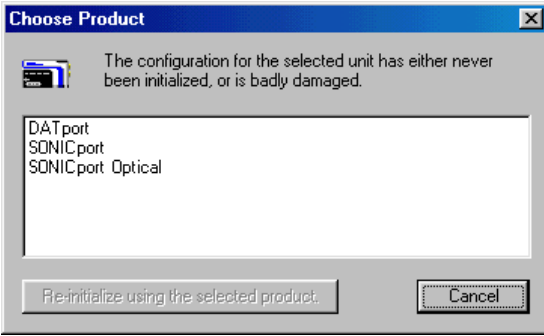 Choose Product
The configuration for the selected unit has either never
been initialized, or is badly damaged.
DATport
SONICport
SONICport Optical
Re-initialize using the selected product.
Cancel